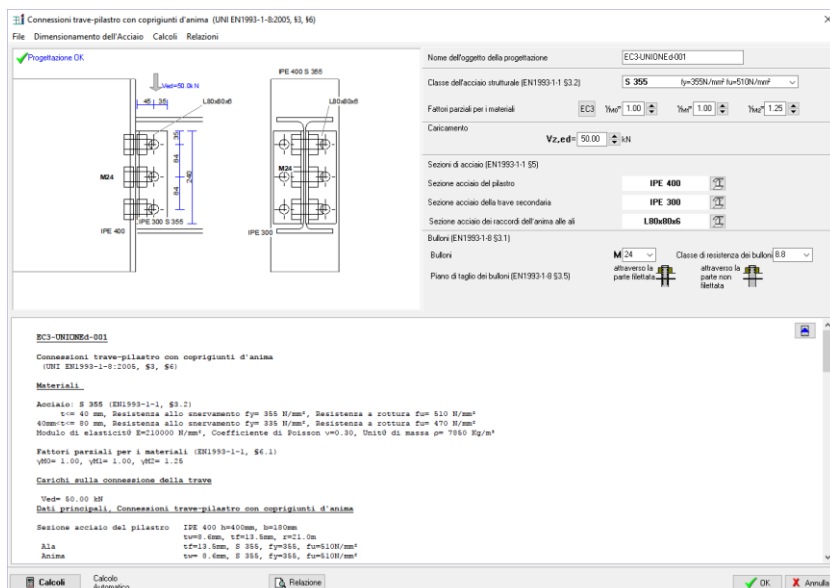 Connessioni trave-pilastro con coprigiunti d'anima (UNI EN1993-1-8:2005, §3, §6)
File Dimensionamento dell'Acciaio Calcoli Relazioni
Progettazione OK
Ved=50.0kN
45 35
L80x80x6
35
84
84
240
M24
IPE 300 S 355
IPE 400
IPE 400 S 355
L80x80x6
M24
IPE 300
Nome dell'oggetto della progettazione EC3-UNIONEd-001
Classe dell'acciaio strutturale (EN1993-1-1 §3.2) S 355 fy=355N/mm² fu=510N/mm²
Fattori parziali per i materiali EC3 γM0= 1.00 γM1= 1.00 γM2= 1.25
Caricamento
Vz,ed= 50.00 kN
Sezioni di acciaio (EN1993-1-1 §5)
Sezione acciaio del pilastro IPE 400
Sezione acciaio della trave secondaria IPE 300
Sezione acciaio dei raccordi dell'anima alle ali L80x80x6
Bulloni (EN1993-1-8 §3.1)
Bulloni M 24 Classe di resistenza dei bulloni 8.8
Piano di taglio dei bulloni (EN1993-1-8 §3.5)
attraverso la parte filettata
attraverso la parte non filettata
EC3-UNIONEd-001
Connessioni trave-pilastro con coprigiunti d'anima
(UNI EN1993-1-8:2005, §3, §6)
Materiali
Acciaio: S 355 (EN1993-1-1, §3.2)
t<= 40 mm, Resistenza allo snervamento fy= 355 N/mm², Resistenza a rottura fu= 510 N/mm²
40mm<t<= 80 mm, Resistenza allo snervamento fy= 335 N/mm², Resistenza a rottura fu= 470 N/mm²
Modulo di elasticitθ E=210000 N/mm², Coefficiente di Poisson ν=0.30, Unitθ di massa ρ= 7850 Kg/m³
Fattori parziali per i materiali (EN1993-1-1, §6.1)
γM0= 1.00, γM1= 1.00, γM2= 1.25
Carichi sulla connessione della trave
Ved= 50.00 kN
Dati principali, Connessioni trave-pilastro con coprigiunti d'anima
Sezione acciaio del pilastro IPE 400 h=400mm, b=180mm
tw=8.6mm, tf=13.5mm, r=21.0m
Ala tf=13.5mm, S 355, fy=355, fu=510N/mm²
Anima tw= 8.6mm, S 355, fy=355, fu=510N/mm²
Calcoli
Calcolo Automatico
Relazione
OK
Annulla